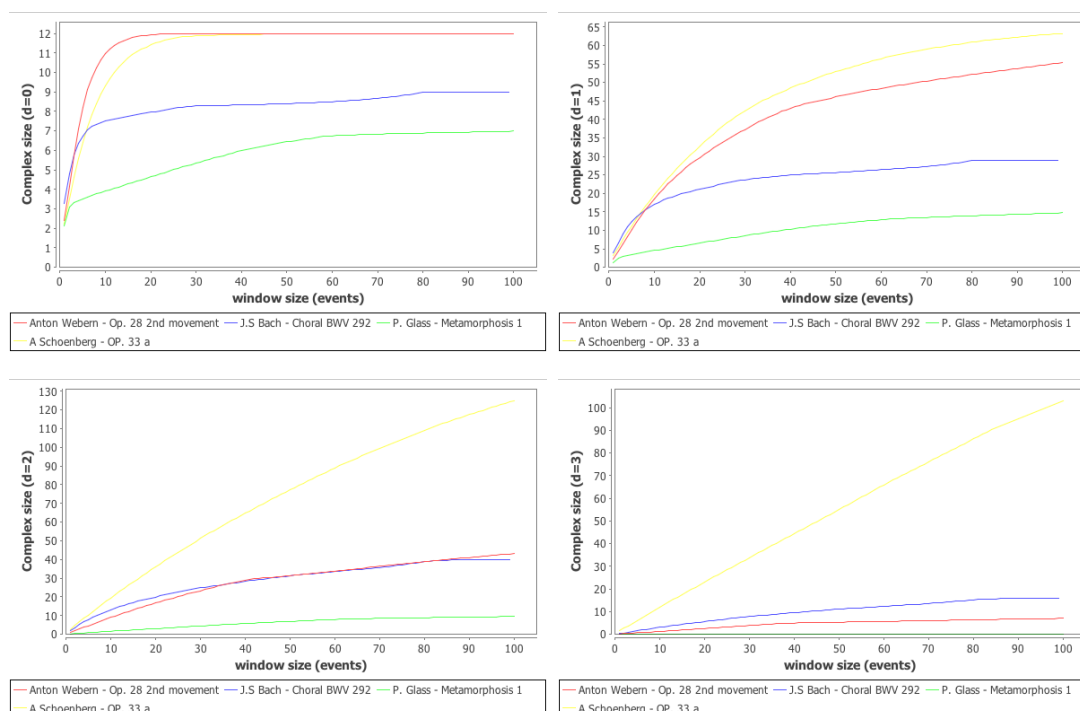 Complex size (d=0)
12
11
10
9
8
7
6
5
4
3
2
1
0
0 10 20 30 40 50 60 70 80 90 100
window size (events)
Anton Webern - Op. 28 2nd movement J.S Bach - Choral BWV 292 P. Glass - Metamorphosis 1
A Schoenberg - OP. 33 a
Complex size (d=1)
65
60
55
50
45
40
35
30
25
20
15
10
5
0
0 10 20 30 40 50 60 70 80 90 100
window size (events)
Anton Webern - Op. 28 2nd movement J.S Bach - Choral BWV 292 P. Glass - Metamorphosis 1
A Schoenberg - OP. 33 a
Complex size (d=2)
130
120
110
100
90
80
70
60
50
40
30
20
10
0
0 10 20 30 40 50 60 70 80 90 100
window size (events)
Anton Webern - Op. 28 2nd movement J.S Bach - Choral BWV 292 P. Glass - Metamorphosis 1
A Schoenberg - OP. 33 a
Complex size (d=3)
100
90
80
70
60
50
40
30
20
10
0
0 10 20 30 40 50 60 70 80 90 100
window size (events)
Anton Webern - Op. 28 2nd movement J.S Bach - Choral BWV 292 P. Glass - Metamorphosis 1
A Schoenberg - OP. 33 a